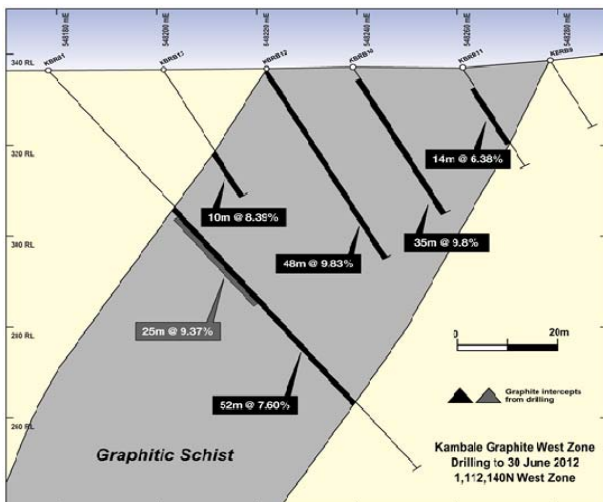 548180 mE
548200 mE
548220 mE
548240 mE
548260 mE
548280 mE
KBRB12
KBRB10
KBRB11
340 RL
320 RL
14m @ 6.38%
10m @ 8.39%
35m @ 9.8%
300 RL
48m @ 9.83%
0
20m
280 RL
25m @ 9.37%
52m @ 7.60%
Graphite intercepts
from drilling
260 RL
Graphitic Schist
Kambale Graphite West Zone
Drilling to 30 June 2012
1,112,140N West Zone